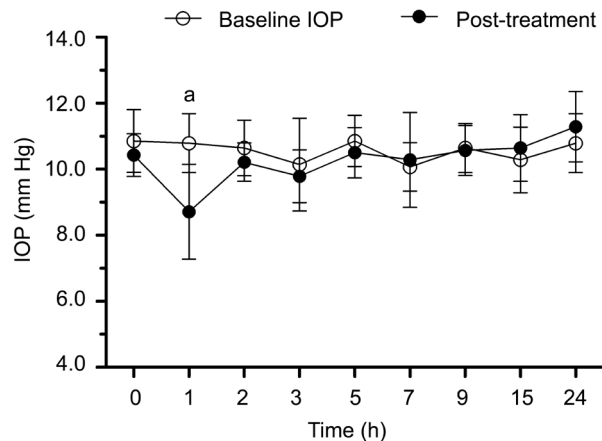 Baseline IOP Post-treatment
14.0
12.0
a
10.0
8.0
6.0
4.0
IOP (mm Hg)
0 1 2 3 5 7 9 15 24
Time (h)